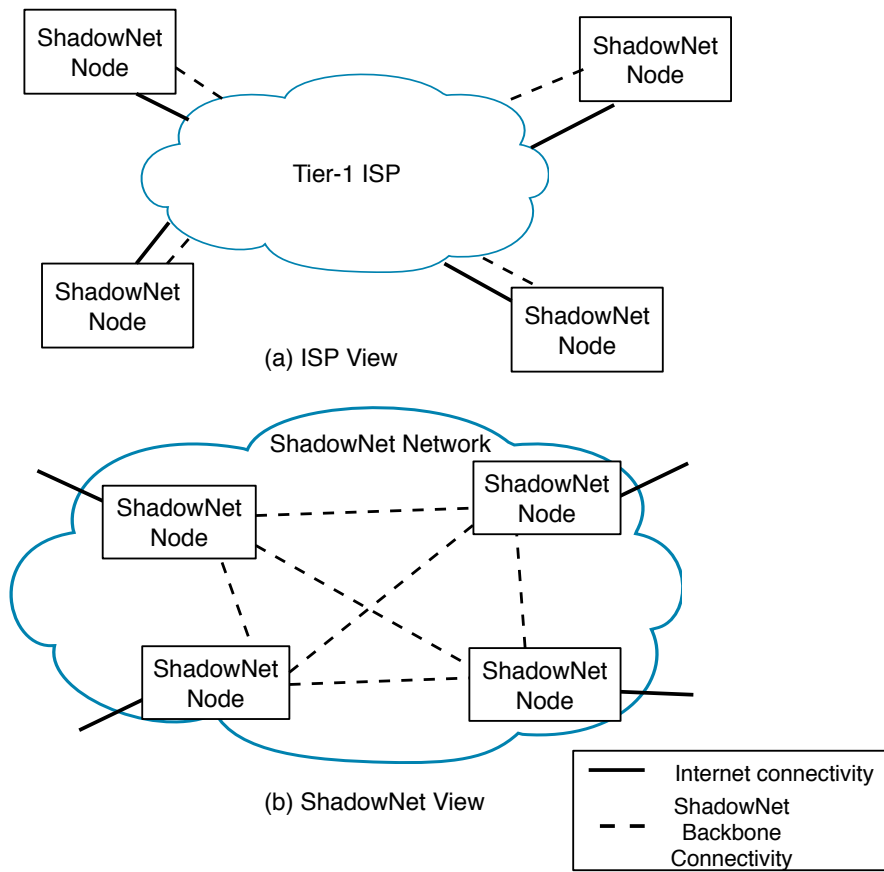 ShadowNet
Node
ShadowNet
Node
Tier-1 ISP
ShadowNet
Node
ShadowNet
Node
(a) ISP View
ShadowNet Network
ShadowNet
Node
ShadowNet
Node
ShadowNet
Node
ShadowNet
Node
(b) ShadowNet View
Internet connectivity
ShadowNet
Backbone
Connectivity